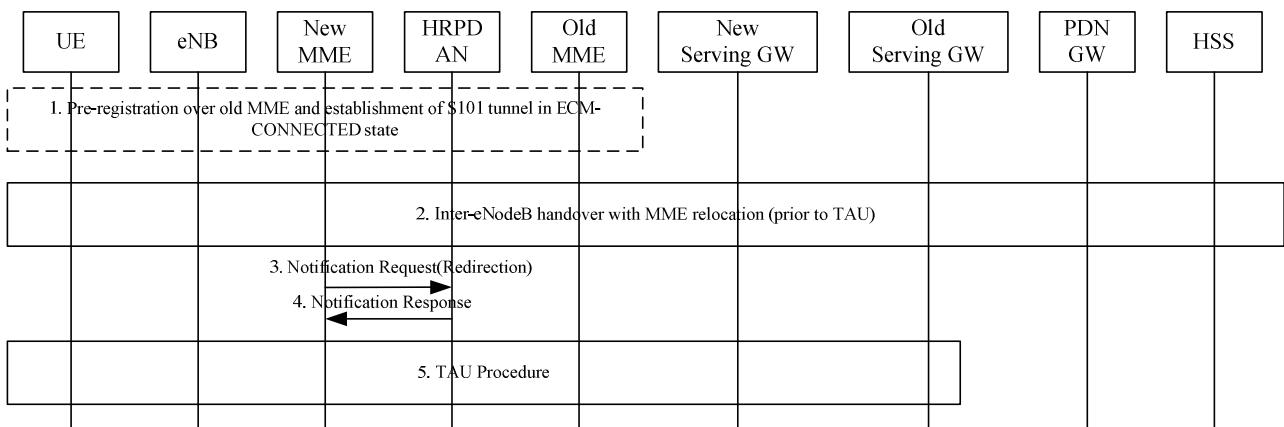 UE
eNB
New
MME
HRPD
AN
Old
MME
New
Serving GW
Old
Serving GW
PDN
GW
HSS
1. Pre-registration over old MME and establishment of S101 tunnel in ECM-
CONNECTED state
2. Inter-eNodeB handover with MME relocation (prior to TAU)
3. Notification Request(Redirection)
4. Notification Response
5. TAU Procedure